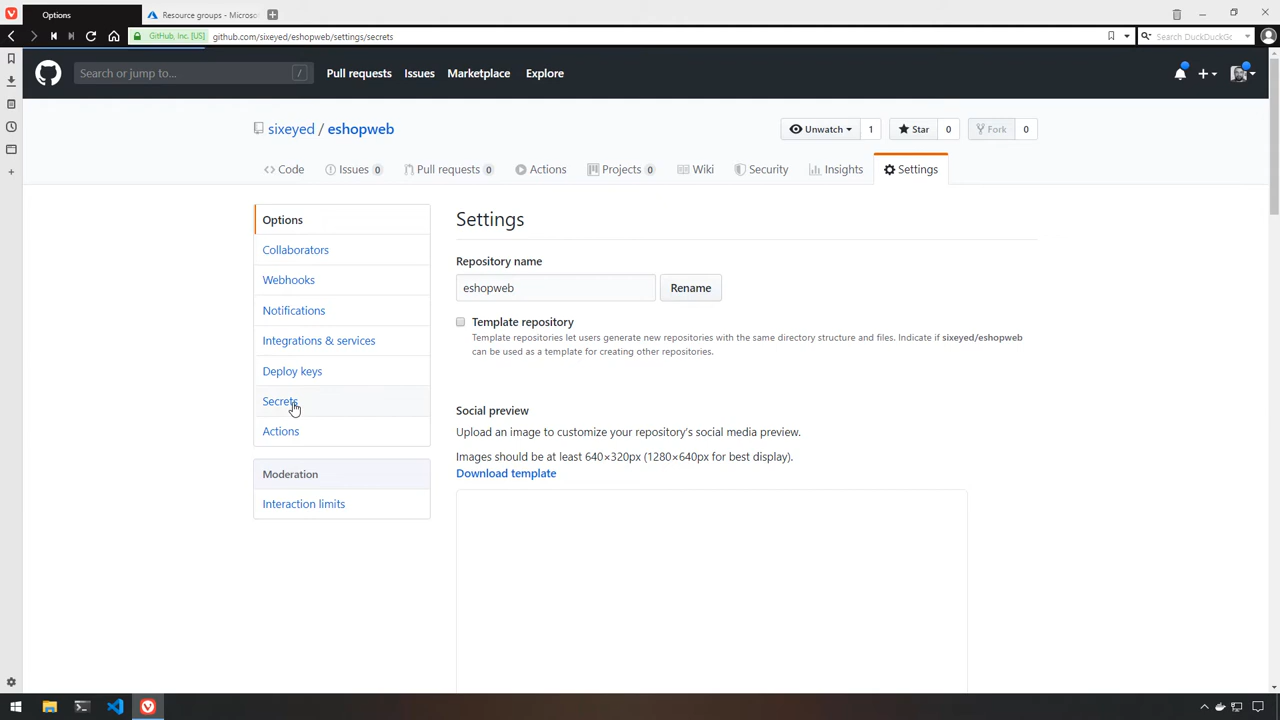 Options
Resource groups - Micros
GitHub, Inc. [US]
github.com/sixeyed/eshopweb/settings/secrets
Search DuckDuckGo
Search or jump to...
/
Pull requests
Issues
Marketplace
Explore
sixeyed / eshopweb
Unwatch
1
Star
0
Fork
0
Code
Issues 0
Pull requests 0
Actions
Projects 0
Wiki
Security
Insights
Settings
Options
Collaborators
Webhooks
Notifications
Integrations & services
Deploy keys
Secrets
Actions
Moderation
Interaction limits
Settings
Repository name
eshopweb
Rename
Template repository
Template repositories let users generate new repositories with the same directory structure and files. Indicate if sixeyed/eshopweb
can be used as a template for creating other repositories.
Social preview
Upload an image to customize your repository's social media preview.
Images should be at least 640×320px (1280×640px for best display).
Download template